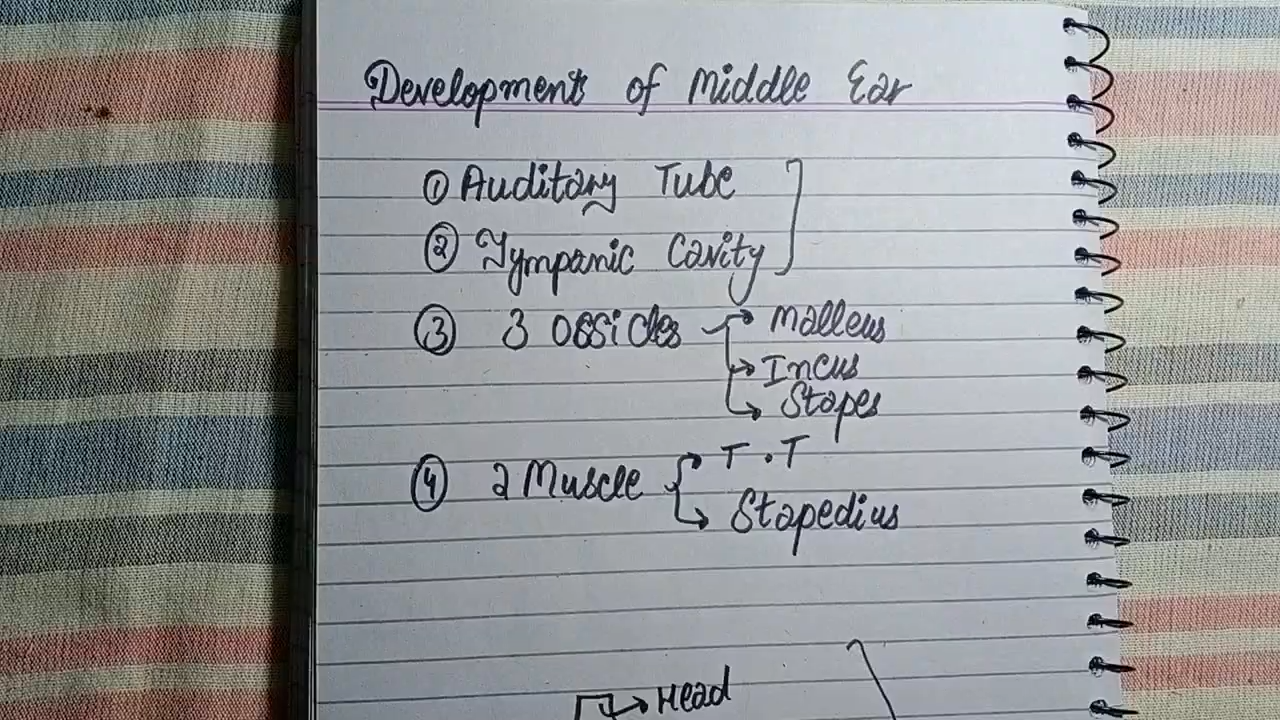 Development of Middle Ear
① Auditory Tube
② Tympanic Cavity
③ 3 ossicles → Malleus
→ Incus
→ Stapes
④ 2 Muscle → T.T
→ Stapedius
→ Head